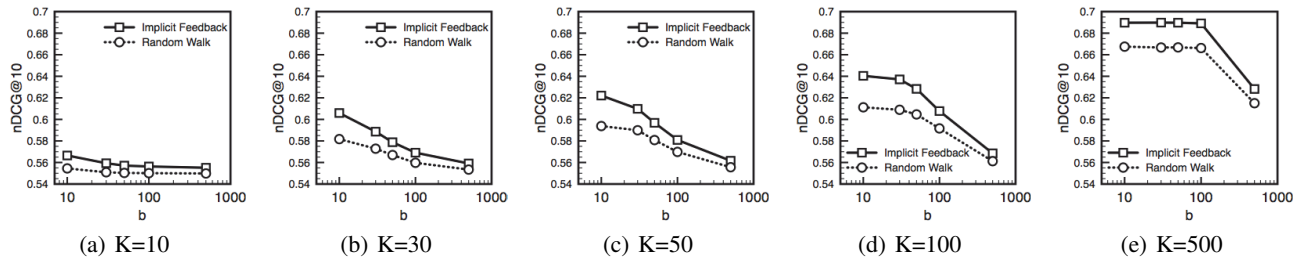 0.7
0.68
0.66
0.64
0.62
0.6
0.58
0.56
0.54
nDCG@10
Implicit Feedback
Random Walk
10
100
1000
b
(a) K=10
0.7
0.68
0.66
0.64
0.62
0.6
0.58
0.56
0.54
nDCG@10
Implicit Feedback
Random Walk
10
100
1000
b
(b) K=30
0.7
0.68
0.66
0.64
0.62
0.6
0.58
0.56
0.54
nDCG@10
Implicit Feedback
Random Walk
10
100
1000
b
(c) K=50
0.7
0.68
0.66
0.64
0.62
0.6
0.58
0.56
0.54
nDCG@10
Implicit Feedback
Random Walk
10
100
1000
b
(d) K=100
0.7
0.68
0.66
0.64
0.62
0.6
0.58
0.56
0.54
nDCG@10
Implicit Feedback
Random Walk
10
100
1000
b
(e) K=500